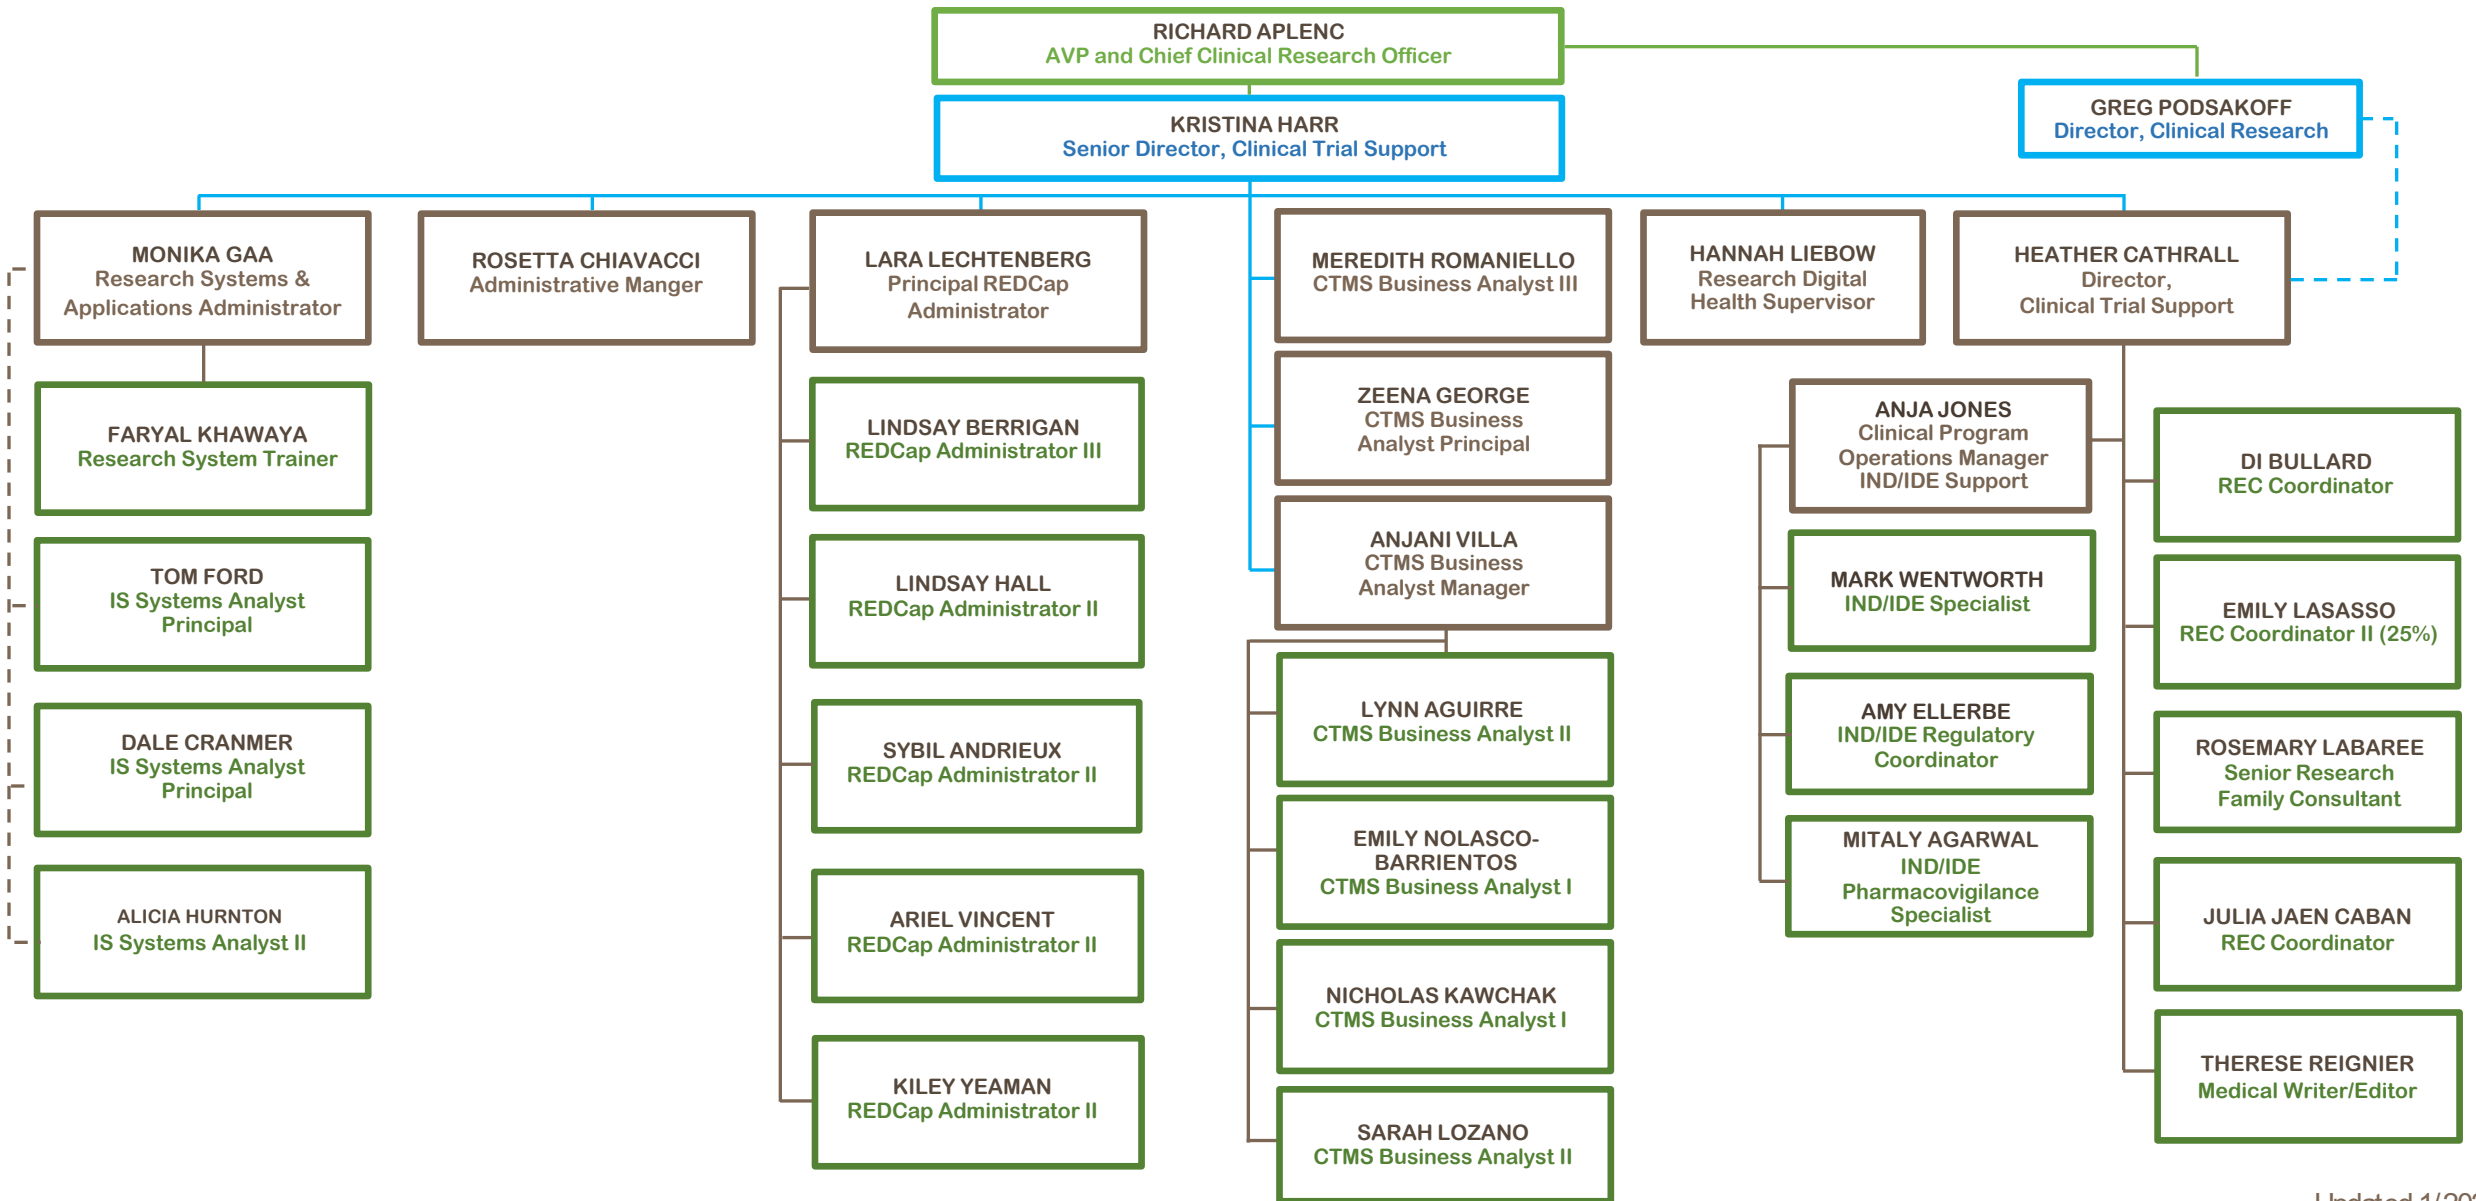 RICHARD APLENC
AVP and Chief Clinical Research Officer
GREG PODSAKOFF
Director, Clinical Research
KRISTINA HARR
Senior Director, Clinical Trial Support
MONIKA GAA
Research Systems &
Applications Administrator
ROSETTA CHIAVACCI
Administrative Manger
LARA LECHTENBERG
Principal REDCap
Administrator
MEREDITH ROMANIELLO
CTMS Business Analyst III
HANNAH LIEBOW
Research Digital
Health Supervisor
HEATHER CATHRALL
Director,
Clinical Trial Support
FARYAL KHAWAYA
Research System Trainer
TOM FORD
IS Systems Analyst
Principal
DALE CRANMER
IS Systems Analyst
Principal
ALICIA HURNTON
IS Systems Analyst II
LINDSAY BERRIGAN
REDCap Administrator III
LINDSAY HALL
REDCap Administrator II
SYBIL ANDRIEUX
REDCap Administrator II
ARIEL VINCENT
REDCap Administrator II
KILEY YEAMAN
REDCap Administrator II
ZEENA GEORGE
CTMS Business
Analyst Principal
ANJANI VILLA
CTMS Business
Analyst Manager
LYNN AGUIRRE
CTMS Business Analyst II
EMILY NOLASCO-
BARRIENTOS
CTMS Business Analyst I
NICHOLAS KAWCHAK
CTMS Business Analyst I
SARAH LOZANO
CTMS Business Analyst II
ANJA JONES
Clinical Program
Operations Manager
IND/IDE Support
MARK WENTWORTH
IND/IDE Specialist
AMY ELLERBE
IND/IDE Regulatory
Coordinator
MITALY AGARWAL
IND/IDE
Pharmacovigilance
Specialist
DI BULLARD
REC Coordinator
EMILY LASASSO
REC Coordinator II (25%)
ROSEMARY LABAREE
Senior Research
Family Consultant
JULIA JAEN CABAN
REC Coordinator
THERESE REIGNIER
Medical Writer/Editor
Updated